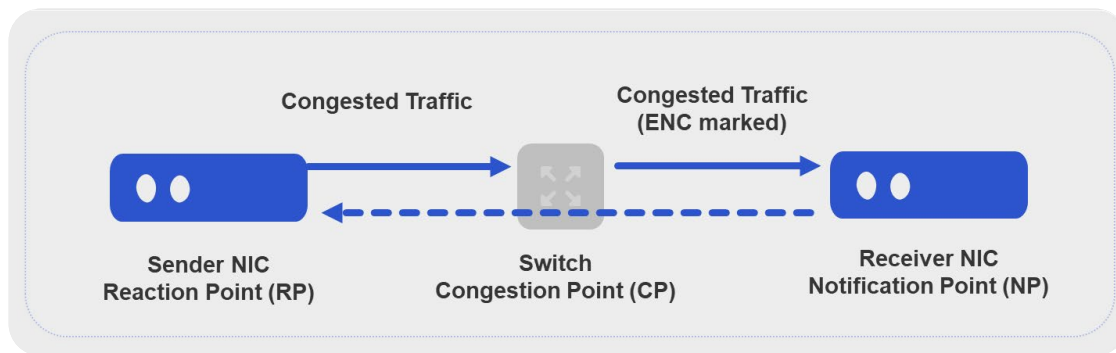 Congested Traffic
Congested Traffic
(ENC marked)
Sender NIC
Reaction Point (RP)
Switch
Congestion Point (CP)
Receiver NIC
Notification Point (NP)